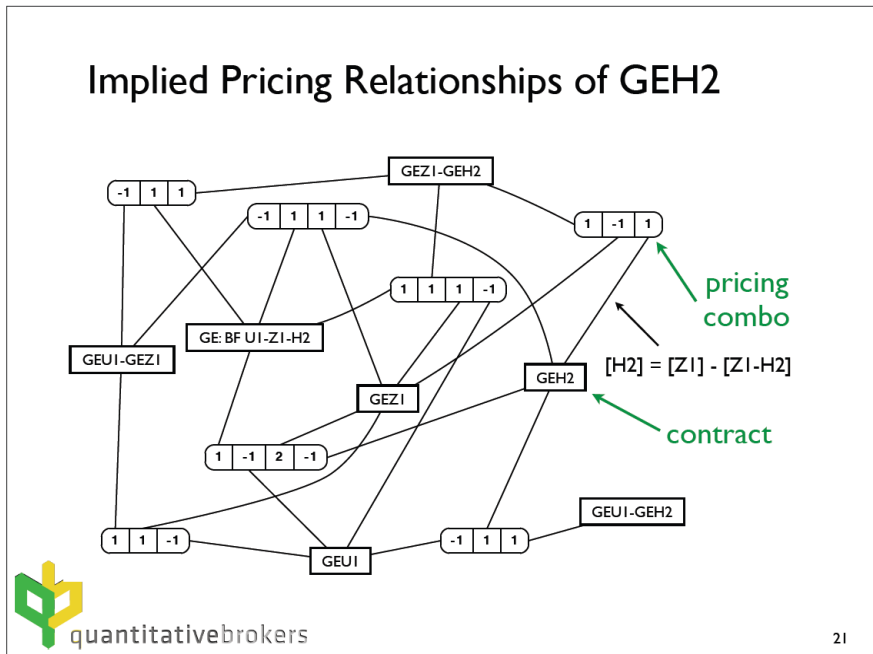 Implied Pricing Relationships of GEH2
GEZ1-GEH2
-1 1 1
-1 1 1 -1
1 -1 1
pricing
combo
1 1 1 -1
GE: BF U1-Z1-H2
GEU1-GEZ1
[H2] = [Z1] - [Z1-H2]
GEH2
GEZ1
contract
1 -1 2 -1
GEU1-GEH2
1 1 -1
-1 1 1
GEU1
quantitativebrokers
21